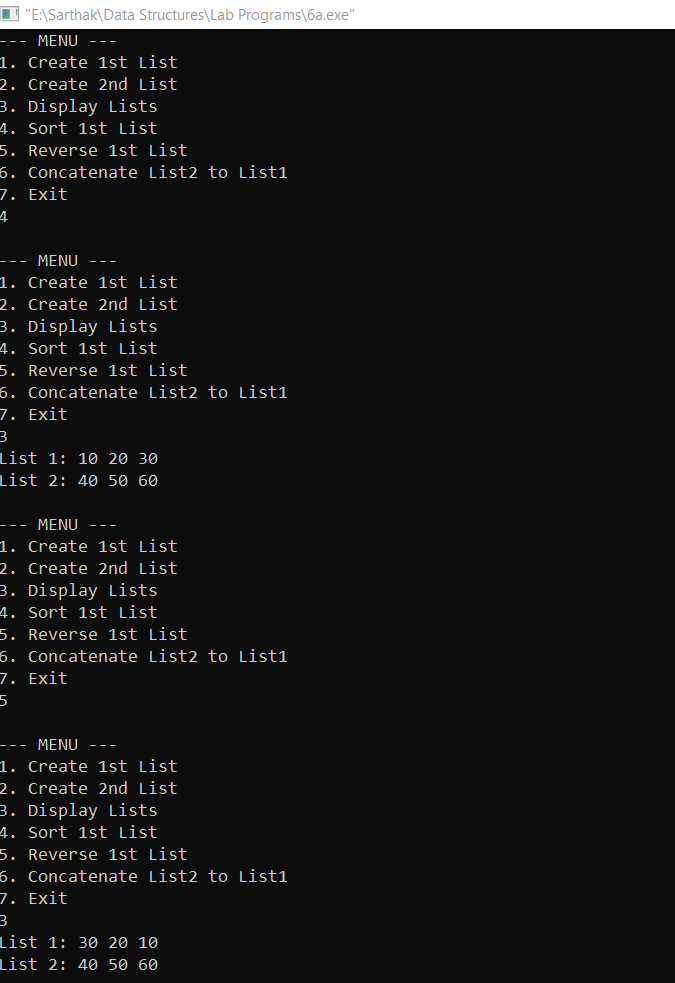 "E:\Sarthak\Data Structures\Lab Programs\6a.exe"
--- MENU ---
1. Create 1st List
2. Create 2nd List
3. Display Lists
4. Sort 1st List
5. Reverse 1st List
6. Concatenate List2 to List1
7. Exit
4
--- MENU ---
1. Create 1st List
2. Create 2nd List
3. Display Lists
4. Sort 1st List
5. Reverse 1st List
6. Concatenate List2 to List1
7. Exit
3
List 1: 10 20 30
List 2: 40 50 60
--- MENU ---
1. Create 1st List
2. Create 2nd List
3. Display Lists
4. Sort 1st List
5. Reverse 1st List
6. Concatenate List2 to List1
7. Exit
5
--- MENU ---
1. Create 1st List
2. Create 2nd List
3. Display Lists
4. Sort 1st List
5. Reverse 1st List
6. Concatenate List2 to List1
7. Exit
3
List 1: 30 20 10
List 2: 40 50 60